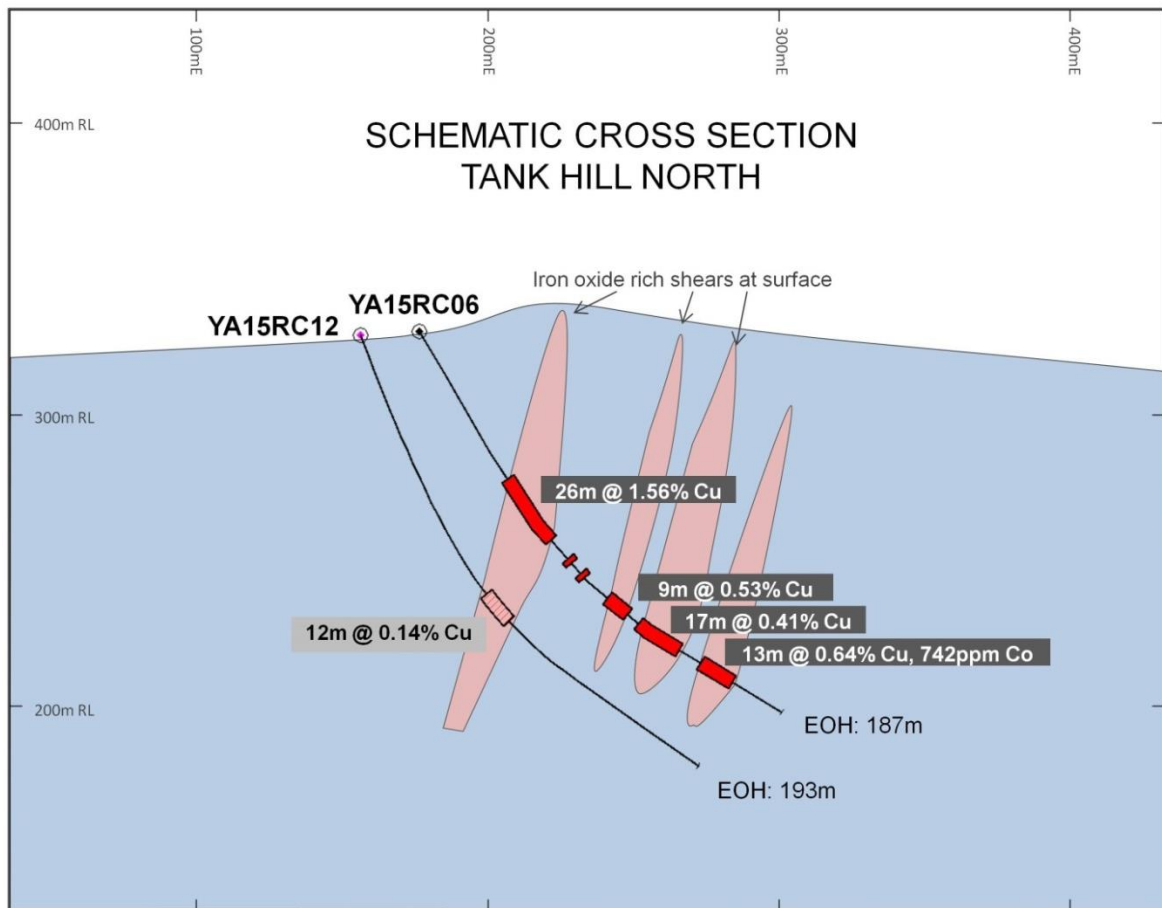 100mE
200mE
300mE
400mE
400m RL
SCHEMATIC CROSS SECTION
TANK HILL NORTH
Iron oxide rich shears at surface
YA15RC06
YA15RC12
300m RL
26m @ 1.56% Cu
9m @ 0.53% Cu
17m @ 0.41% Cu
12m @ 0.14% Cu
13m @ 0.64% Cu, 742ppm Co
200m RL
EOH: 187m
EOH: 193m